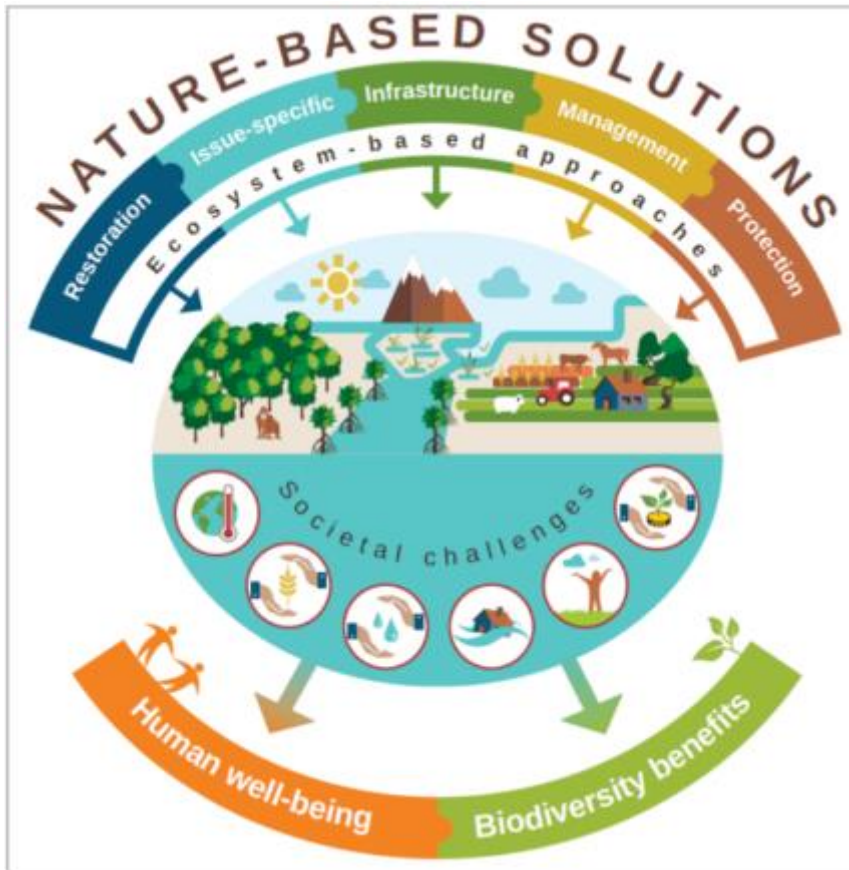 NATURE-BASED SOLUTIONS
Restoration
Issue-specific
Infrastructure
Management
Protection
Ecosystem-based approaches
Societal challenges
Human well-being
Biodiversity benefits